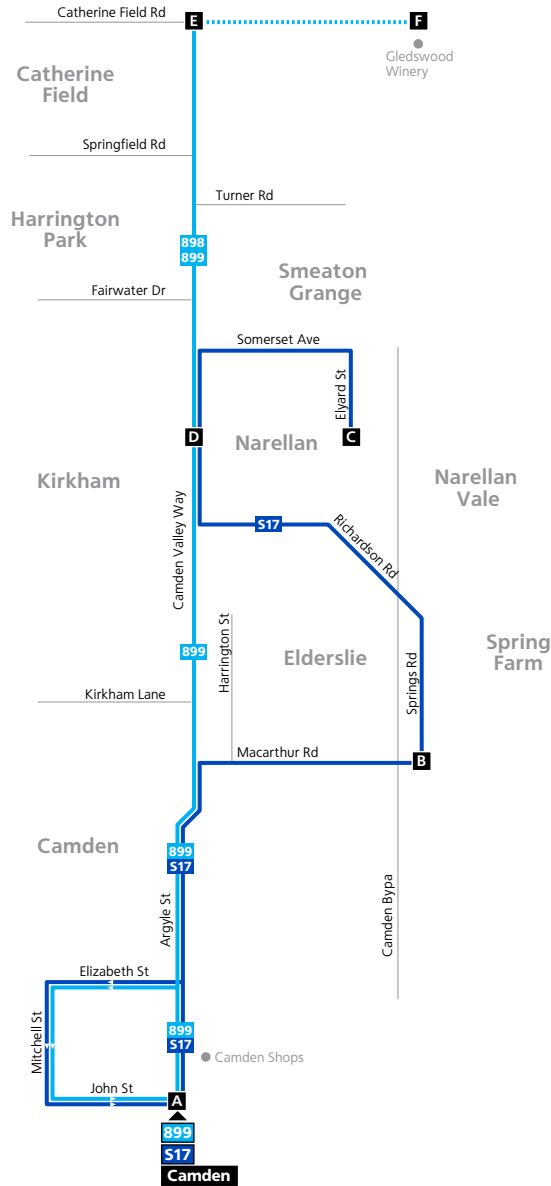 Catherine Field Rd
E
F
Gledswood
Winery
Catherine
Field
Springfield Rd
Turner Rd
Harrington
Park
898
899
Smeaton
Grange
Fairwater Dr
Somerset Ave
Elyard St
D
Narellan
C
Kirkham
Narellan
Vale
Camden Valley Way
S17
Richardson Rd
Harrington St
899
Elderslie
Spring
Farm
Springs Rd
Kirkham Lane
Macarthur Rd
B
Camden
899
S17
Argyle St
Camden Bypa
Elizabeth St
Mitchell St
899
S17
Camden Shops
John St
A
899
S17
Camden